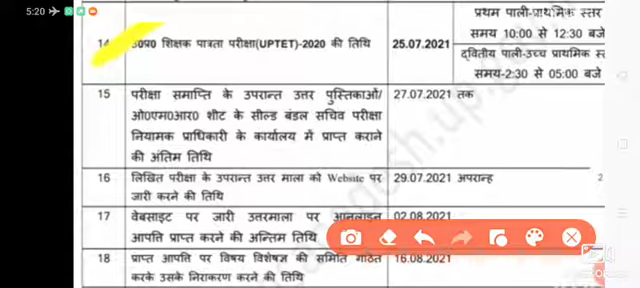 5:20
प्रथम पाली-प्राथमिक स्तर
समय 10:00 से 12:30
14 उ0प्र0 शिक्षक पात्रता परीक्षा(UPTET)-2020 की तिथि 25.07.2021
द्वितीय पाली-उच्च प्राथमिक
समय-2:30 से 05:00 बजे
15 परीक्षा समाप्ति के उपरान्त उत्तर पुस्तिकाओं/ 27.07.2021 तक
ओ0एम0आर0 शीट के सील्ड बंडल सचिव परीक्षा
नियामक प्राधिकारी के कार्यालय में प्राप्त कराने
की अंतिम तिथि
16 लिखित परीक्षा के उपरान्त उत्तर माला को Website पर 29.07.2021 अपरान्ह
जारी करने की तिथि
17 वेबसाइट पर जारी उत्तरमाला पर आनलाइन 02.08.2021
आपत्ति प्राप्त करने की अन्तिम तिथि
18 प्राप्त आपत्ति पर विषय विशेषज्ञ की समिति गठित 16.08.2021
करके उसके निराकरण करने की तिथि